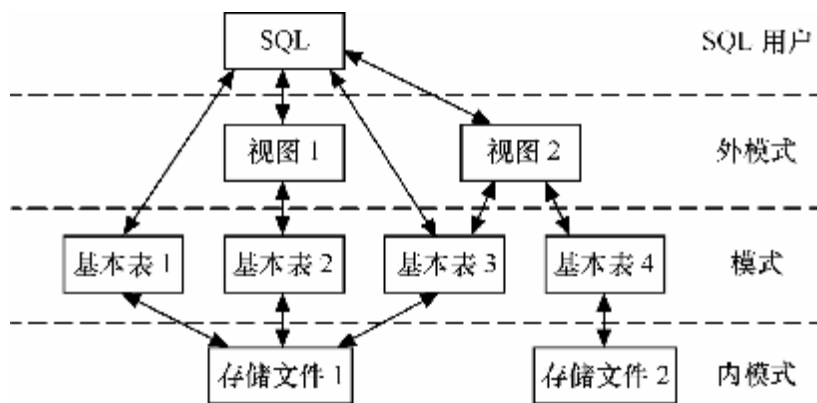 SQL SQL 用户
视图 1 视图 2 外模式
基本表 1 基本表 2 基本表 3 基本表 4 模式
存储文件 1 存储文件 2 内模式